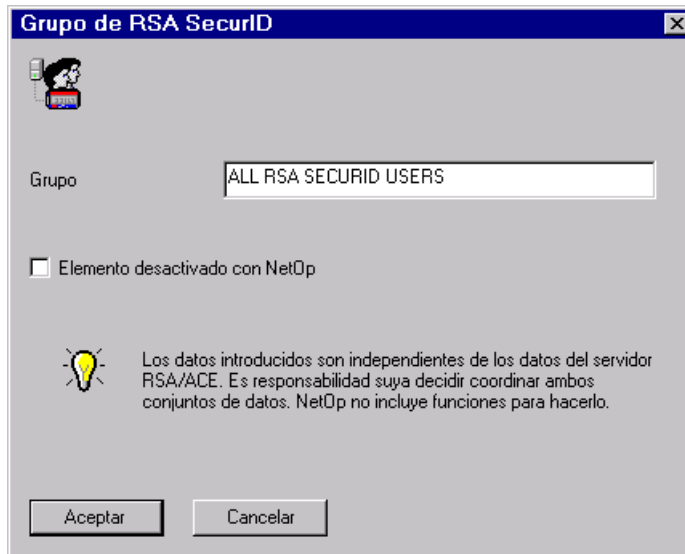 Grupo de RSA SecurID
Grupo
ALL RSA SECURID USERS
Elemento desactivado con NetOp
Los datos introducidos son independientes de los datos del servidor
RSA/ACE. Es responsabilidad suya decidir coordinar ambos
conjuntos de datos. NetOp no incluye funciones para hacerlo.
Aceptar
Cancelar